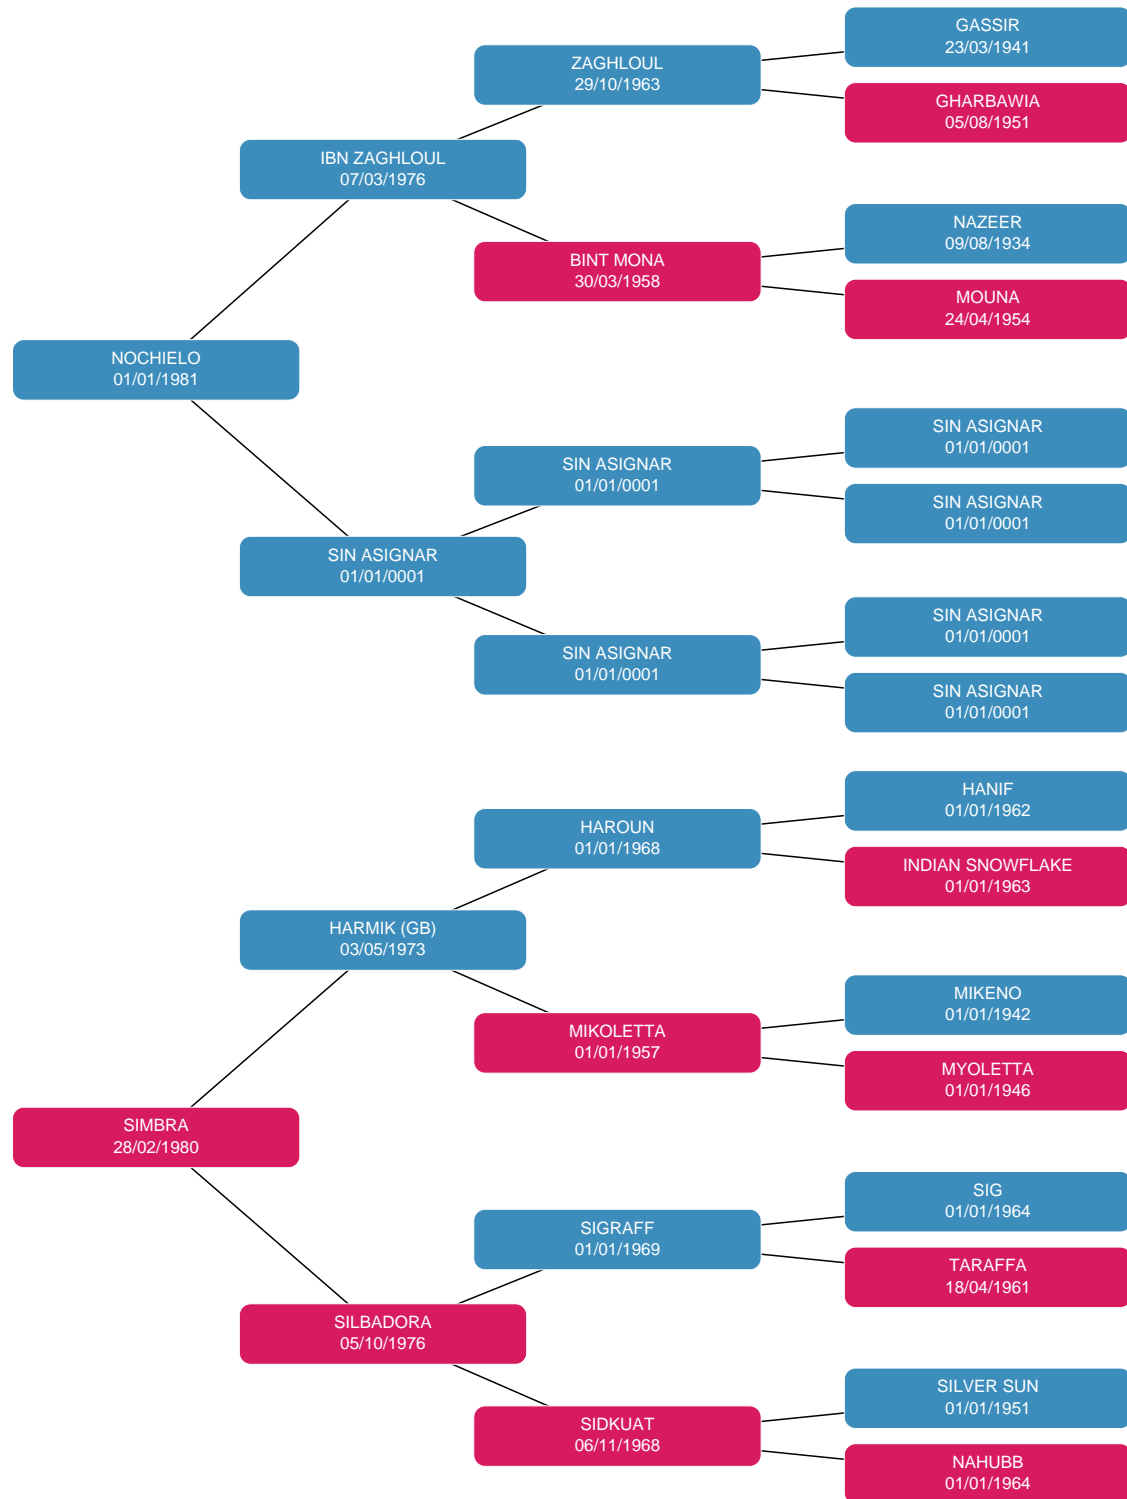 GASSIR
23/03/1941
ZAGHLOUL
29/10/1963
GHARBAWIA
05/08/1951
IBN ZAGHLOUL
07/03/1976
NAZEER
09/08/1934
BINT MONA
30/03/1958
MOUNA
24/04/1954
NOCHIELO
01/01/1981
SIN ASIGNAR
01/01/0001
SIN ASIGNAR
01/01/0001
SIN ASIGNAR
01/01/0001
SIN ASIGNAR
01/01/0001
SIN ASIGNAR
01/01/0001
SIN ASIGNAR
01/01/0001
SIN ASIGNAR
01/01/0001
HANIF
01/01/1962
HAROUN
01/01/1968
INDIAN SNOWFLAKE
01/01/1963
HARMIK (GB)
03/05/1973
MIKENO
01/01/1942
MIKOLETTA
01/01/1957
MYOLETTA
01/01/1946
SIMBRA
28/02/1980
SIG
01/01/1964
SIGRAFF
01/01/1969
TARAFFA
18/04/1961
SILBADORA
05/10/1976
SILVER SUN
01/01/1951
SIDKUAT
06/11/1968
NAHUBB
01/01/1964